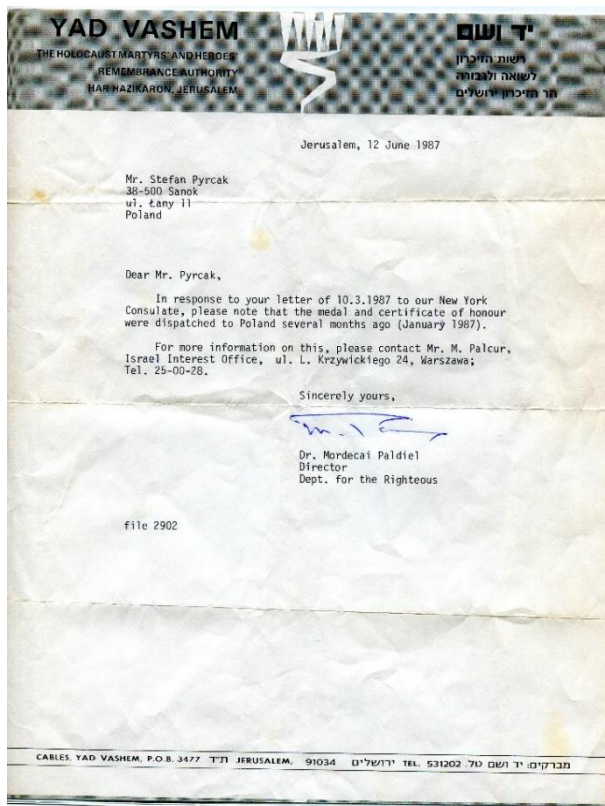 YAD VASHEM
THE HOLOCAUST MARTYRS' AND HEROES'
REMEMBRANCE AUTHORITY
HAR HAZIKARON, JERUSALEM
יד ושם
רשות הזיכרון
לשואה ולגבורה
הר הזיכרון ירושלים
Jerusalem, 12 June 1987
Mr. Stefan Pyrcak
38-500 Sanok
ul. Łany 11
Poland
Dear Mr. Pyrcak,
In response to your letter of 10.3.1987 to our New York
Consulate, please note that the medal and certificate of honour
were dispatched to Poland several months ago (January 1987).
For more information on this, please contact Mr. M. Palcur,
Israel Interest Office, ul. L. Krzywickiego 24, Warszawa;
Tel. 25-00-28.
Sincerely yours,
Dr. Mordecai Paldiel
Director
Dept. for the Righteous
file 2902
CABLES, YAD VASHEM, P.O.B. 3477 ת"ד JERUSALEM, 91034 ירושלים TEL. 531202 .מברקים: יד ושם טל